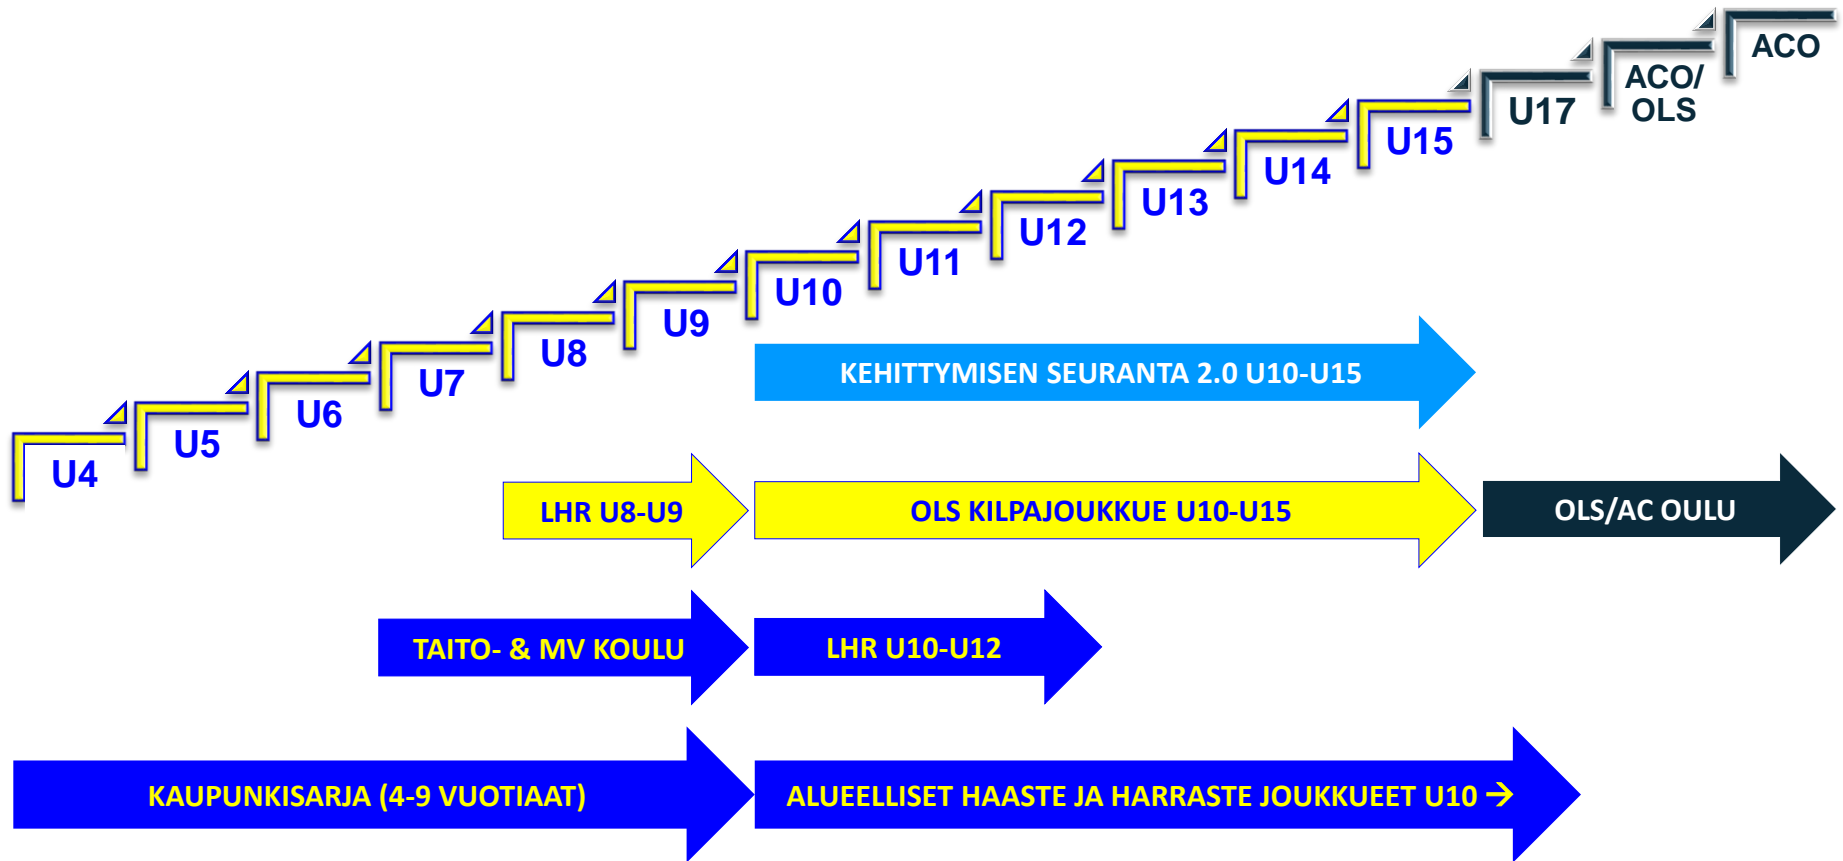 ACO
ACO/
OLS
U17
U15
U14
U13
U12
U11
U10
U9
U8
U7
U6
U5
U4
KEHITTYMISEN SEURANTA 2.0 U10-U15
LHR U8-U9
OLS KILPAJOUKKUE U10-U15
OLS/AC OULU
TAITO- & MV KOULU
LHR U10-U12
KAUPUNKISARJA (4-9 VUOTIAAT)
ALUEELLISET HAASTE JA HARRASTE JOUKKUEET U10 →